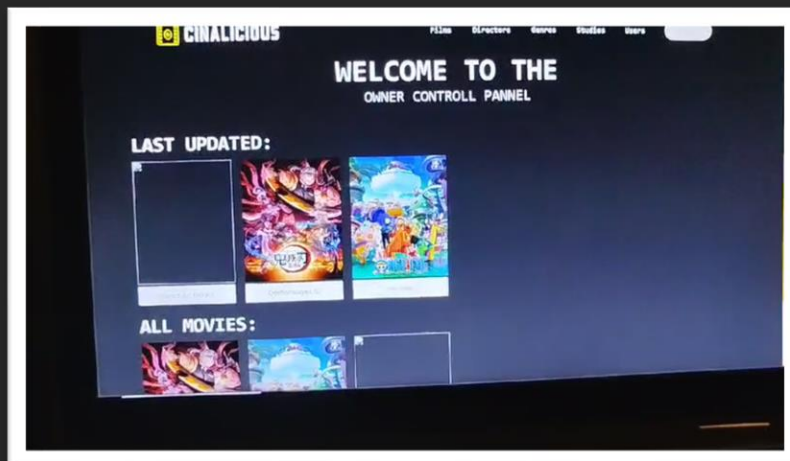 CINALICIOUS
Films Directors Genres Studios Users
WELCOME TO THE
OWNER CONTROLL PANNEL
LAST UPDATED:
ALL MOVIES: